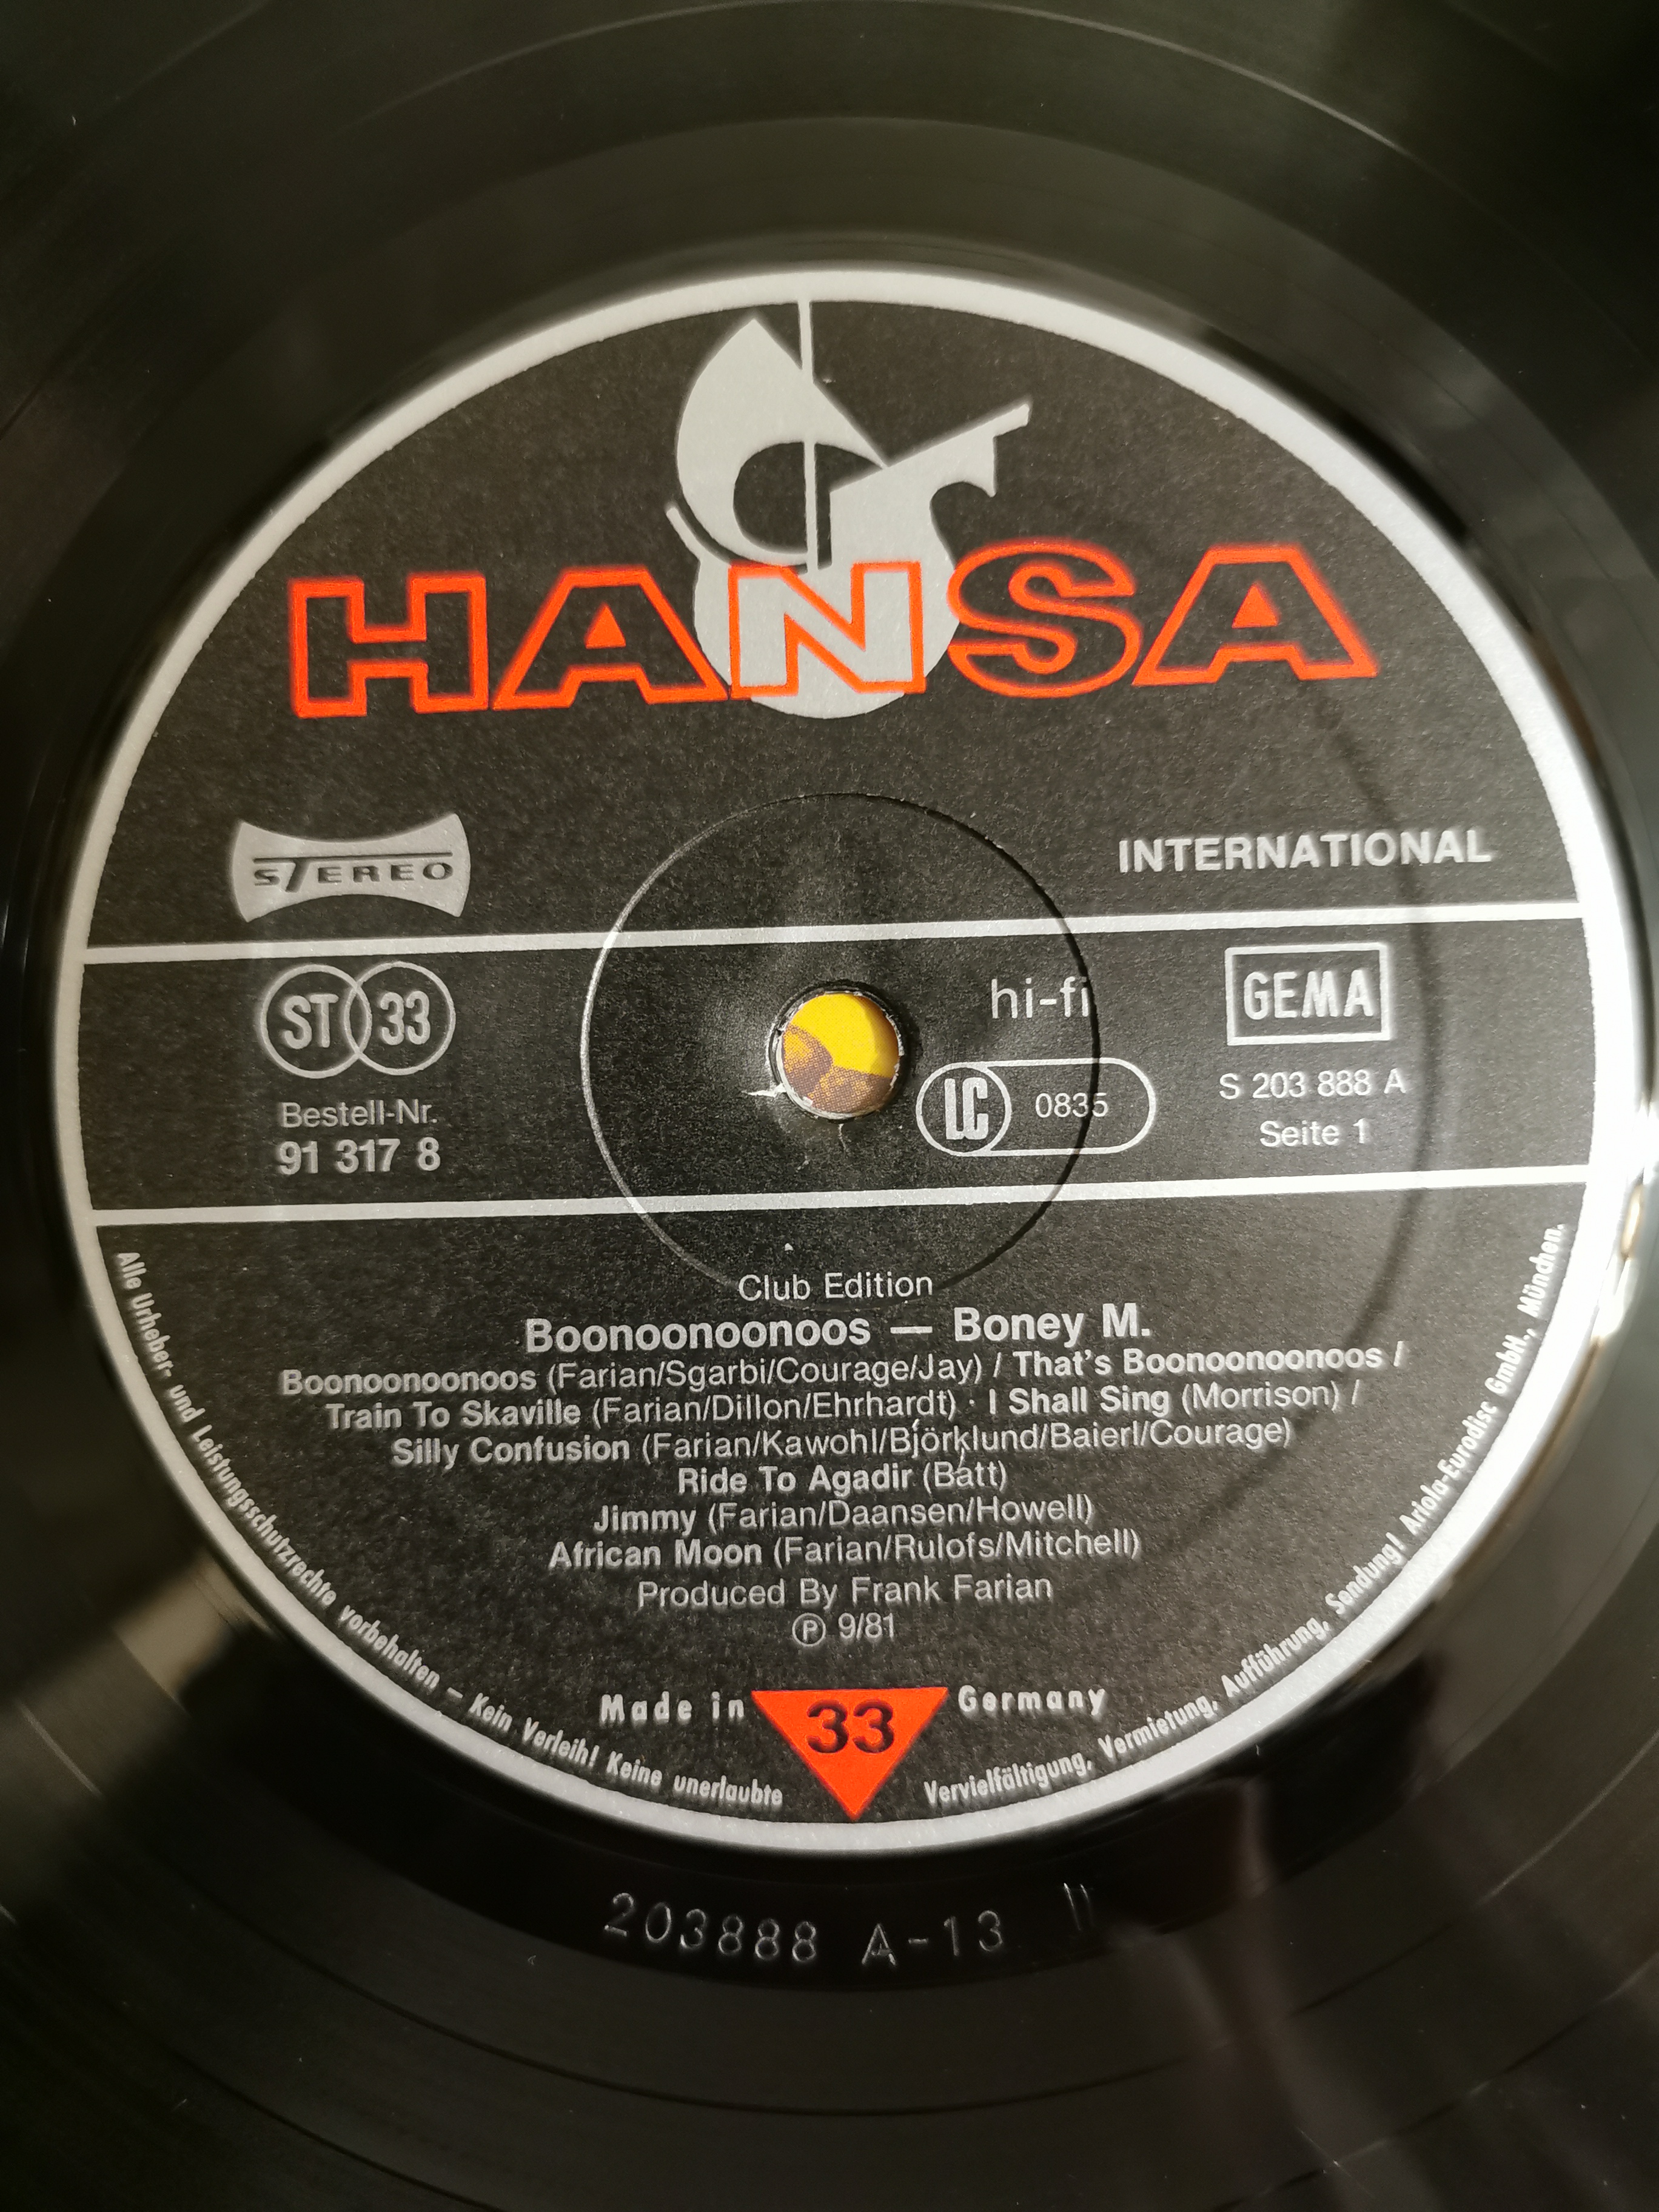 HANSA
STEREO
INTERNATIONAL
ST 33
hi-fi
GEMA
LC 0835
S 203 888 A
Bestell-Nr.
91 317 8
Seite 1
Club Edition
Boonoonoonoos — Boney M.
Boonoonoonoos (Farian/Sgarbi/Courage/Jay) / That's Boonoonoonoos /
Train To Skaville (Farian/Dillon/Ehrhardt) · I Shall Sing (Morrison) /
Silly Confusion (Farian/Kawohl/Björklund/Baierl/Courage)
Ride To Agadir (Batt)
Jimmy (Farian/Daansen/Howell)
African Moon (Farian/Rulofs/Mitchell)
Produced By Frank Farian
Ⓟ 9/81
Made in 33 Germany
Alle Urheber- und Leistungsschutzrechte vorbehalten – Kein Verleih! Keine unerlaubte Vervielfältigung, Vermietung, Aufführung, Sendung! Ariola-Eurodisc GmbH., München.
203888 A-13